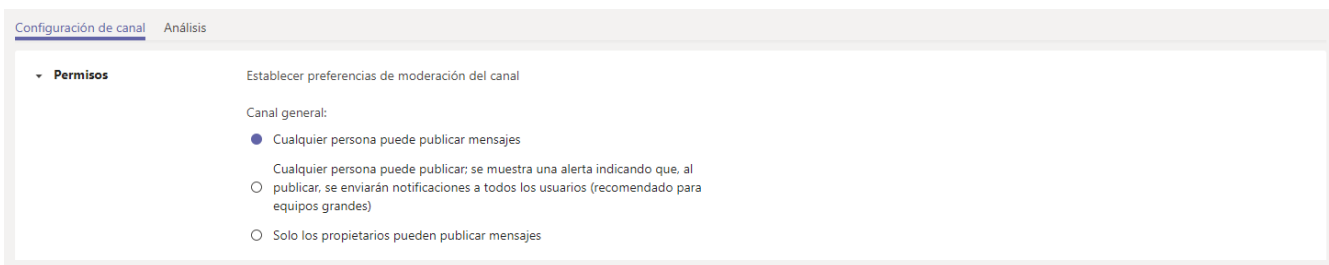 Configuración de canal Análisis
Permisos Establecer preferencias de moderación del canal
Canal general:
Cualquier persona puede publicar mensajes
Cualquier persona puede publicar; se muestra una alerta indicando que, al
publicar, se enviarán notificaciones a todos los usuarios (recomendado para
equipos grandes)
Solo los propietarios pueden publicar mensajes